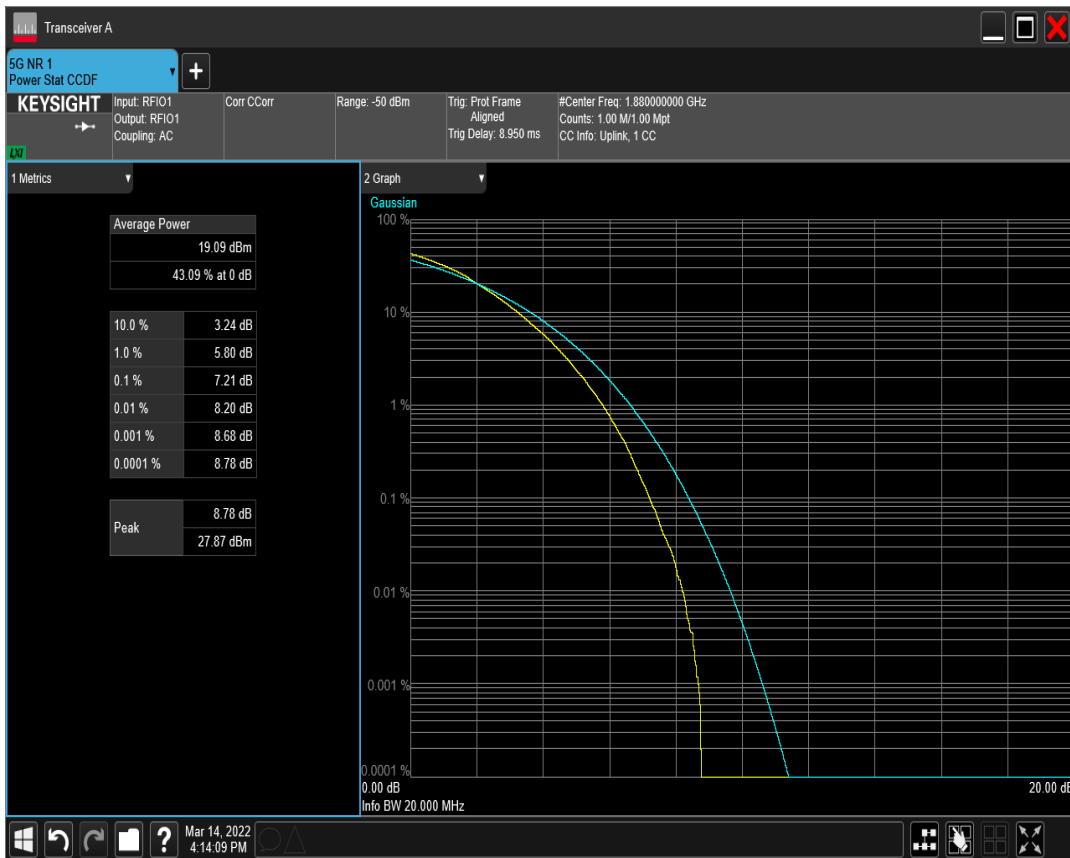 Transceiver A
5G NR 1
Power Stat CCDF
KEYSIGHT
LXI
Input: RFIO1
Output: RFIO1
Coupling: AC
Corr CCorr
Range: -50 dBm
Trig: Prot Frame
Aligned
Trig Delay: 8.950 ms
#Center Freq: 1.880000000 GHz
Counts: 1.00 M/1.00 Mpt
CC Info: Uplink, 1 CC
1 Metrics
Average Power
19.09 dBm
43.09 % at 0 dB
10.0 % 3.24 dB
1.0 % 5.80 dB
0.1 % 7.21 dB
0.01 % 8.20 dB
0.001 % 8.68 dB
0.0001 % 8.78 dB
Peak 8.78 dB
27.87 dBm
2 Graph
Gaussian
100 %
10 %
1 %
0.1 %
0.01 %
0.001 %
0.0001 %
0.00 dB 20.00 dB
Info BW 20.000 MHz
Mar 14, 2022
4:14:09 PM